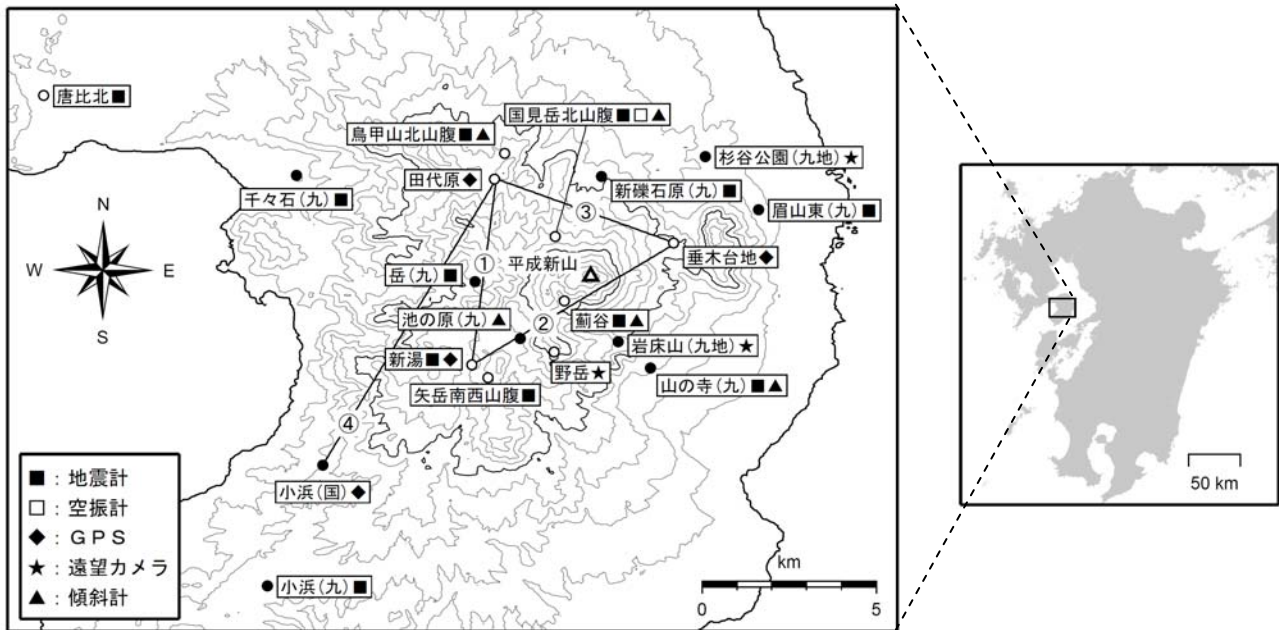 唐比北■
国見岳北山腹■□▲
鳥甲山北山腹■▲
杉谷公園(九地)★
田代原◆
千々石(九)■
新礫石原(九)■
眉山東(九)■
N
W
E
S
③
①
平成新山
垂木台地◆
岳(九)■
池の原(九)▲
②
薊谷■▲
岩床山(九地)★
新湯■◆
野岳★
山の寺(九)■▲
矢岳南西山腹■
④
小浜(国)◆
小浜(九)■
■:地震計
□:空振計
◆:GPS
★:遠望カメラ
▲:傾斜計
km
0 5
50 km